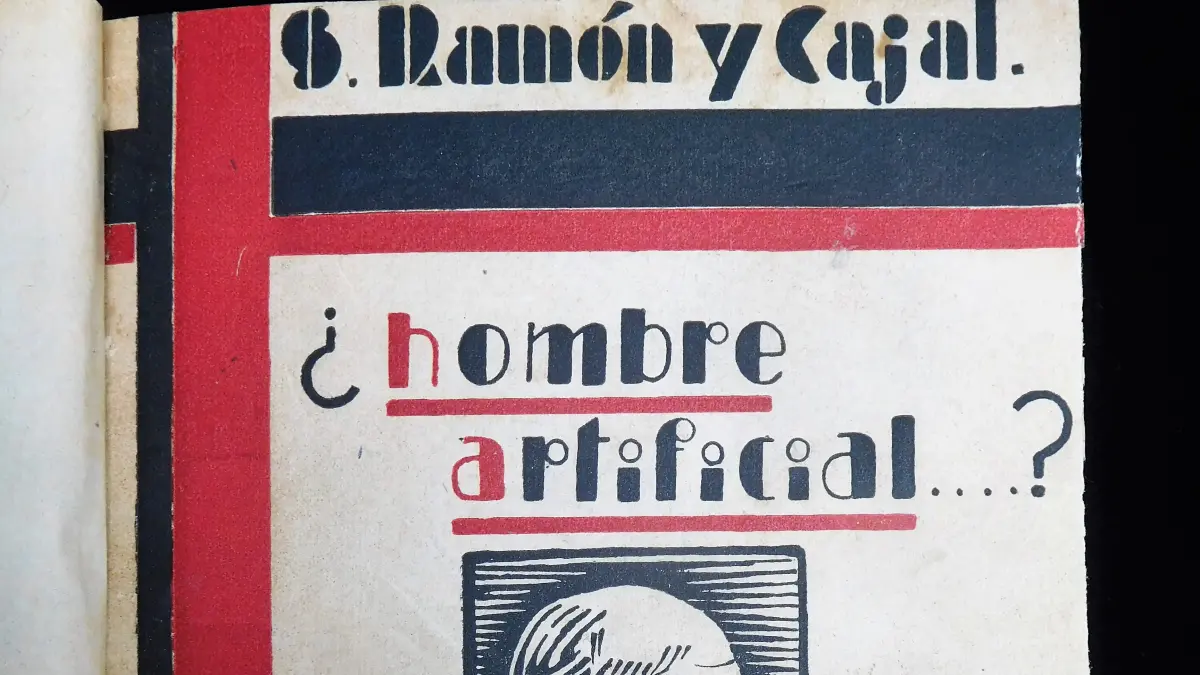 S. Ramón y Cajal.
¿hombre
artificial....?